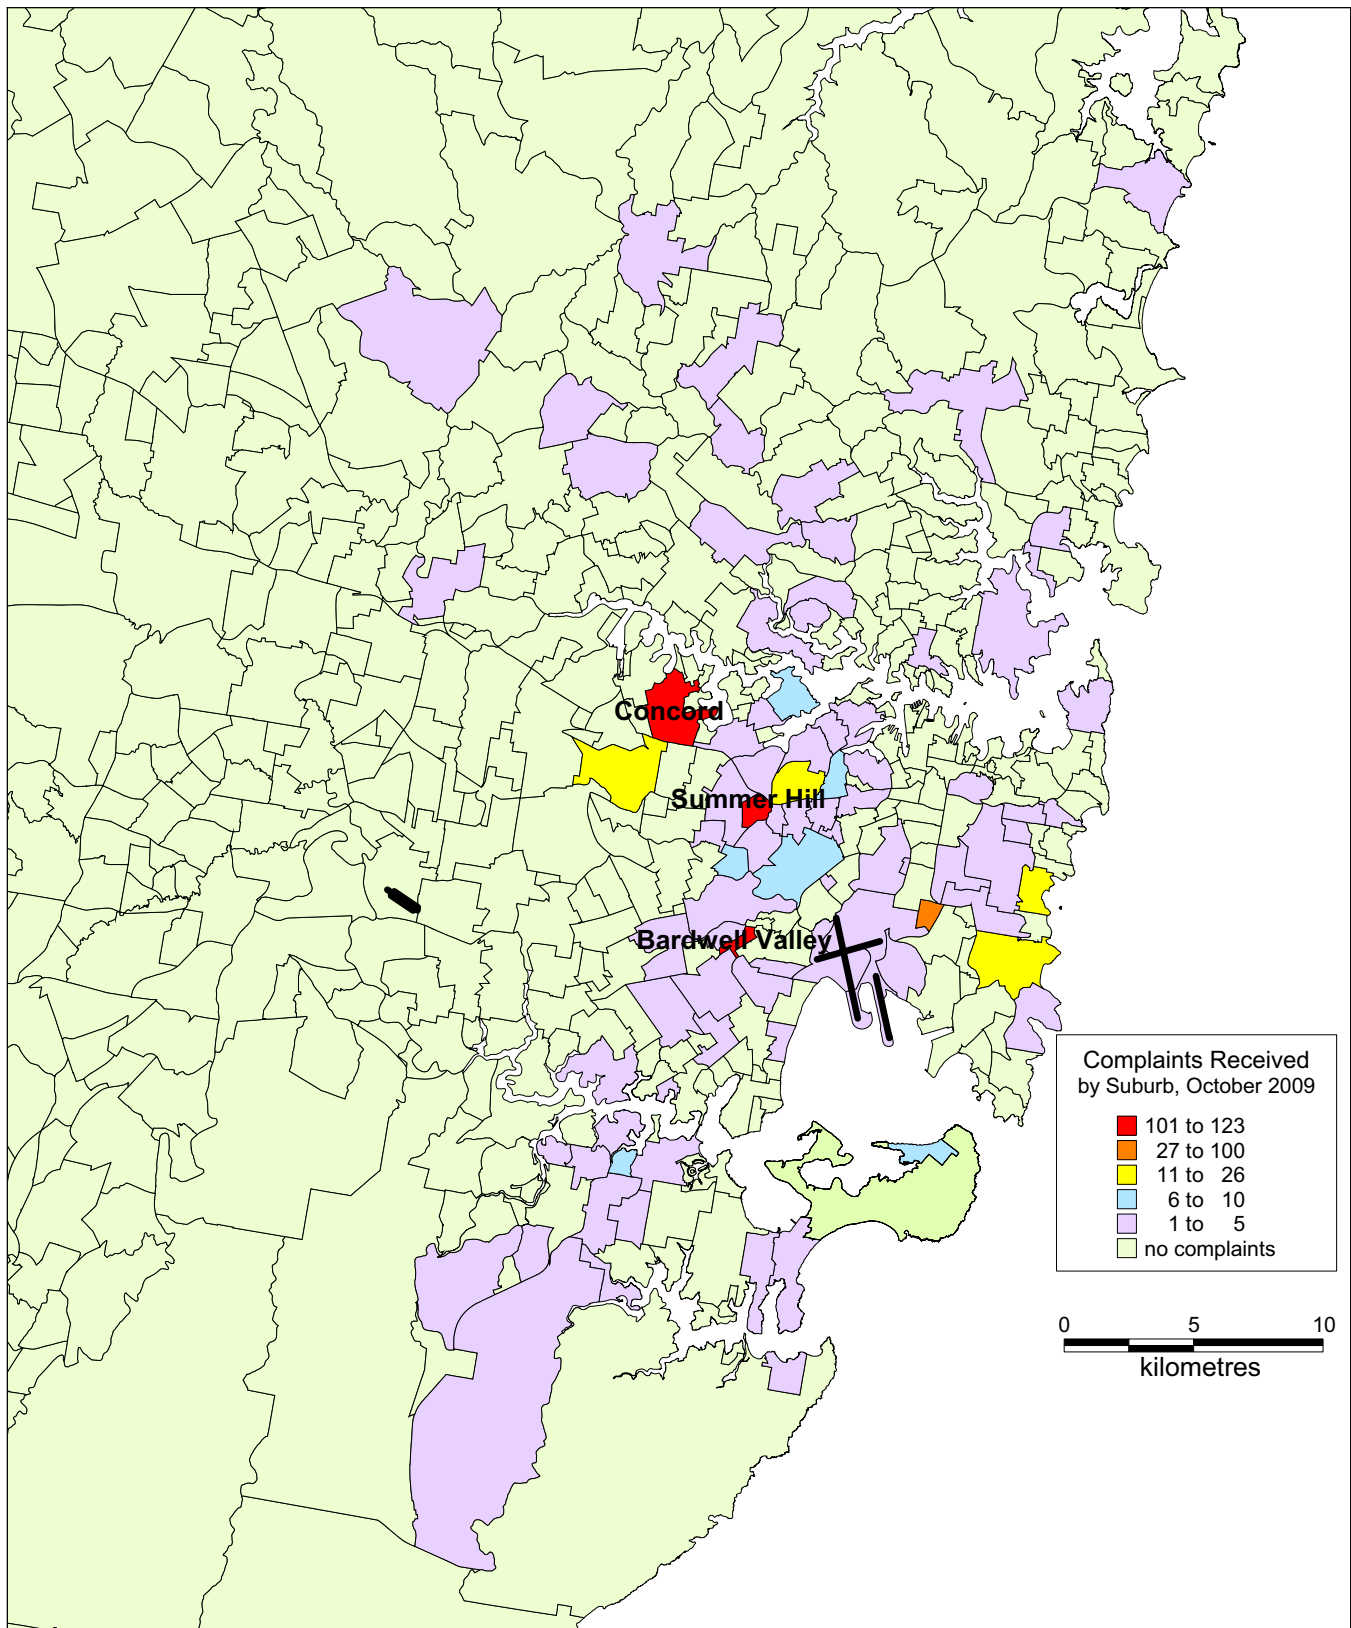 Concord
Summer Hill
Bardwell Valley
Complaints Received
by Suburb, October 2009
101 to 123
27 to 100
11 to 26
6 to 10
1 to 5
no complaints
0 5 10
kilometres